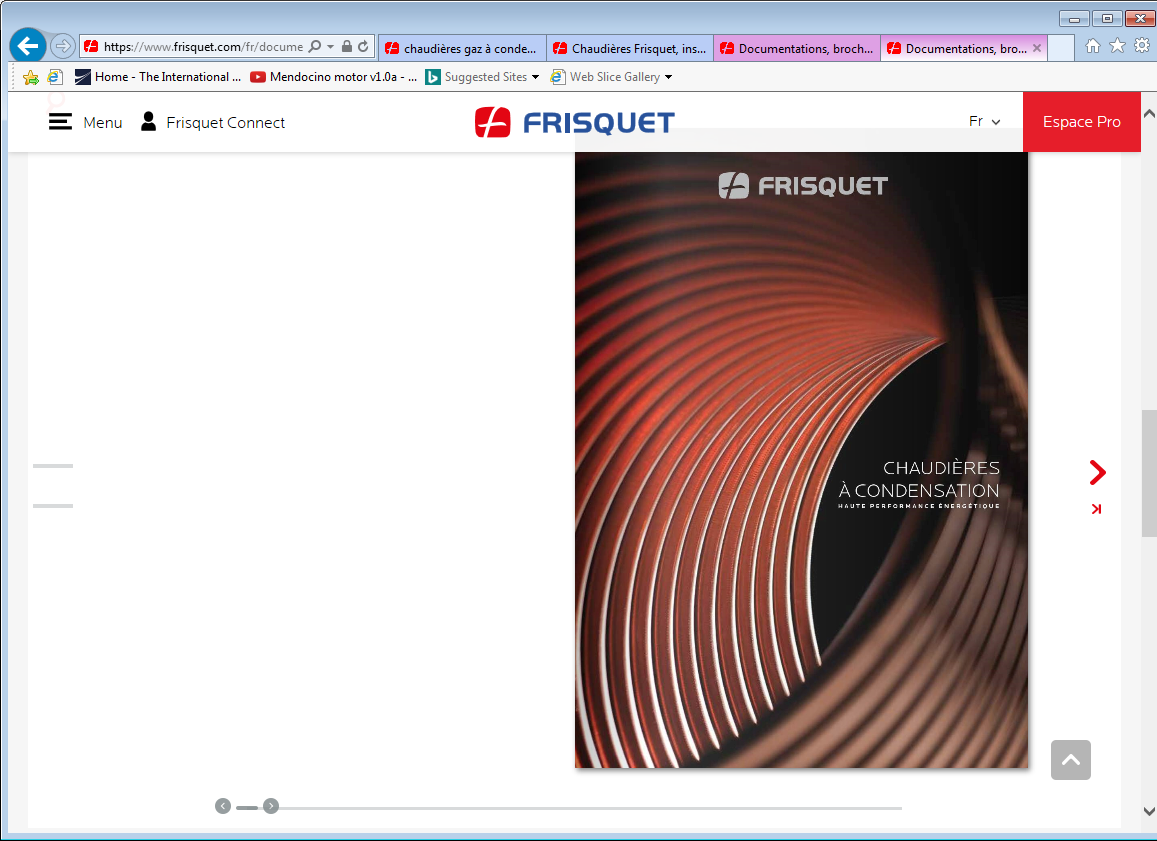 https://www.frisquet.com/fr/docume
chaudières gaz à conde...
Chaudières Frisquet, ins...
Documentations, broch...
Documentations, bro...
Home - The International ...
Mendocino motor v1.0a - ...
Suggested Sites
Web Slice Gallery
Menu
Frisquet Connect
FRISQUET
Fr
Espace Pro
FRISQUET
CHAUDIÈRES
À CONDENSATION
HAUTE PERFORMANCE ÉNERGÉTIQUE